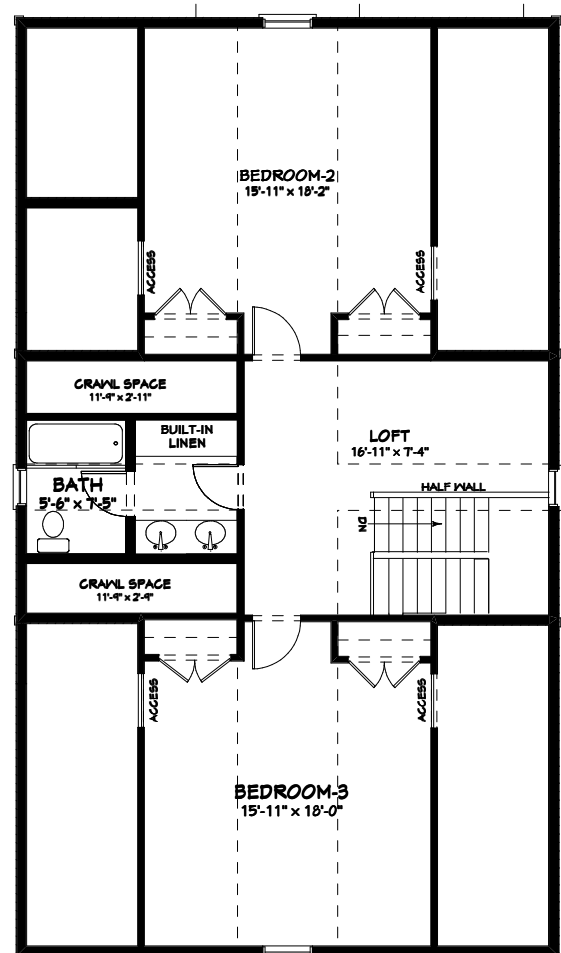 BEDROOM-2
15'-11" x 18'-2"
ACCESS
ACCESS
CRAWL SPACE
11'-9" x 2'-11"
BUILT-IN
LINEN
LOFT
16'-11" x 7'-4"
BATH
5'-6" x 7'-5"
HALF WALL
DN
CRAWL SPACE
11'-9" x 2'-9"
ACCESS
ACCESS
BEDROOM-3
15'-11" x 18'-0"